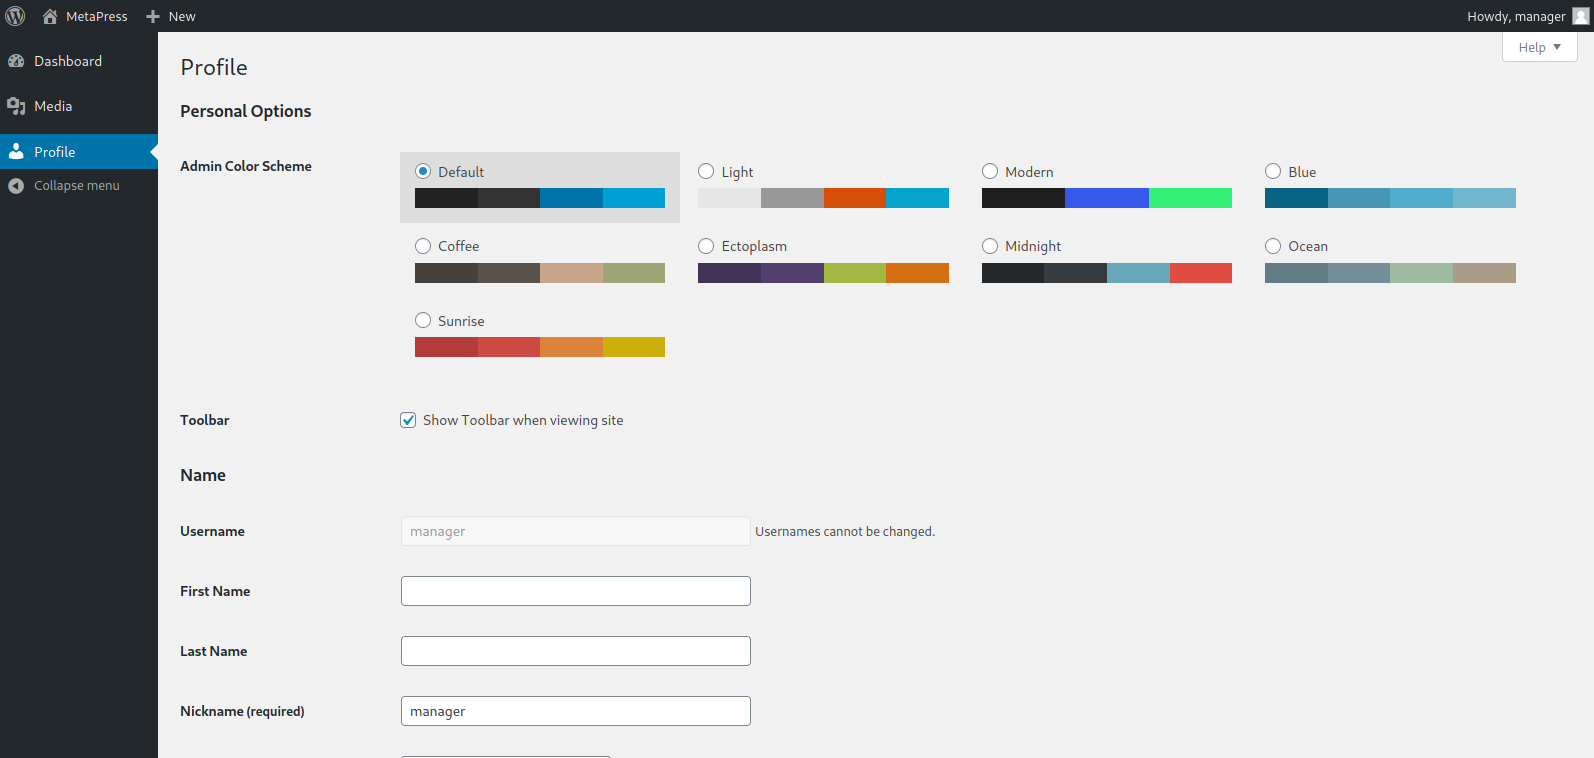 MetaPress New Howdy, manager
Help
Dashboard
Media
Profile
Collapse menu
Profile
Personal Options
Admin Color Scheme
Default Light Modern Blue
Coffee Ectoplasm Midnight Ocean
Sunrise
Toolbar Show Toolbar when viewing site
Name
Username manager Usernames cannot be changed.
First Name
Last Name
Nickname (required) manager